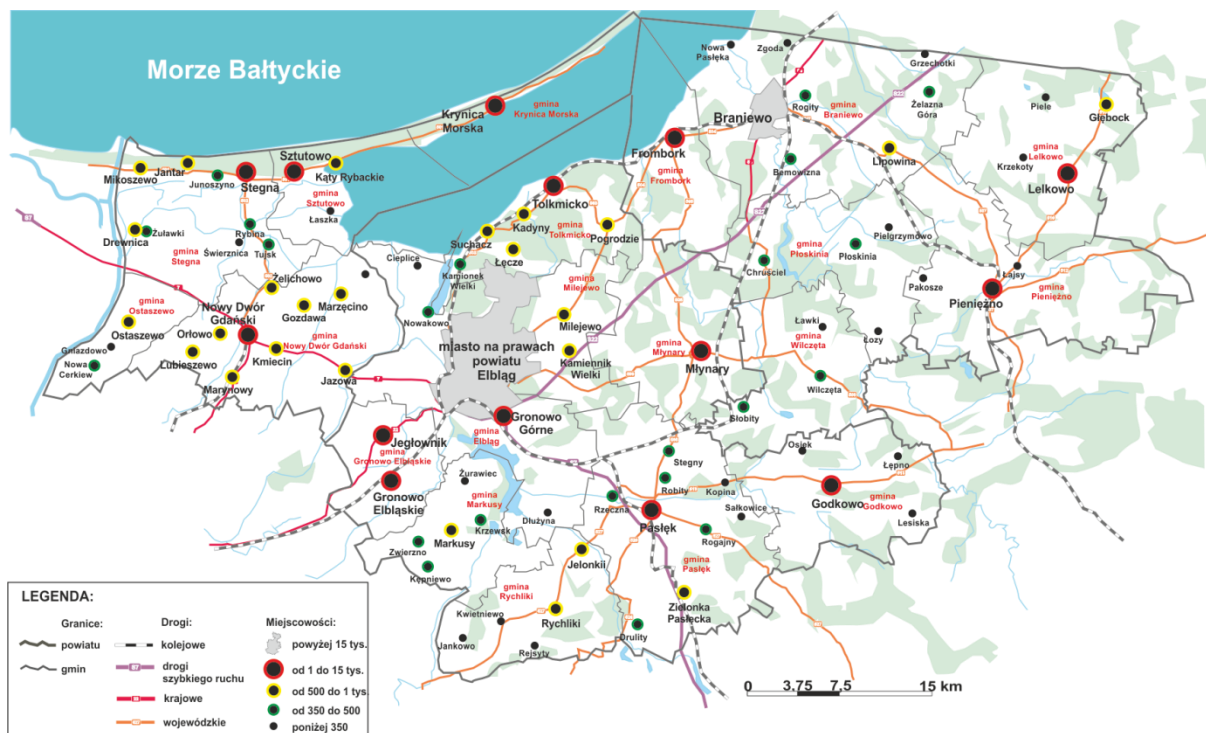 Morze Bałtyckie
Krynica
Morska
gmina
Krynica Morska
Nowa
Pasłęka
Zgoda
Grzechotki
Braniewo
Rogity
gmina
Braniewo
Żelazna
Góra
Piele
Głębock
Frombork
gmina
Frombork
Bemowizna
Lipowina
Krzekoty
gmina
Lelkowo
Lelkowo
Mikoszewo
Jantar
Junoszyno
Stegna
Sztutowo
Kąty Rybackie
gmina
Sztutowo
Łaszka
Tolkmicko
Kadyny
gmina
Tolkmicko
Pogrodzie
Suchacz
Łęcze
Drewnica
Żuławki
gmina
Stegna
Świerznica
Rybina
Tujsk
Cieplice
Kamionek
Wielki
gmina
Milejewo
Chruściel
gmina
Płoskinia
Płoskinia
Pielgrzymowo
Pakosze
Łajsy
Pieniężno
gmina
Pieniężno
Żelichowo
Nowy Dwór
Gdański
Gozdawa
Marzęcino
Nowakowo
gmina
Ostaszewo
Ostaszewo
Orłowo
gmina
Nowy Dwór Gdański
Gniazdowo
Nowa
Cerkiew
Lubieszewo
Kmiecin
Marynowy
Jazowa
miasto na prawach
powiatu
Elbląg
Milejewo
Kamiennik
Wielki
gmina
Młynary
Młynary
Ławki
gmina
Wilczęta
Łozy
Wilczęta
Słobity
Gronowo
Górne
gmina
Elbląg
Jegłownik
gmina
Gronowo Elbląskie
Gronowo
Elbląskie
Żurawiec
gmina
Markusy
Krzewsk
Markusy
Zwierzno
Kępniewo
Dłużyna
Stegny
Robity
Rzeczna
Kopina
Sałkowice
Osiek
Łępno
Godkowo
gmina
Godkowo
Lesiska
Pasłęk
Rogajny
gmina
Pasłęk
Jelonkii
gmina
Rychliki
Kwietniewo
Rychliki
Jankowo
Rejsyty
Drulity
Zielonka
Pasłęcka
LEGENDA:
Granice:
powiatu
gmin
Drogi:
kolejowe
drogi
szybkiego ruchu
krajowe
wojewódzkie
Miejscowości:
powyżej 15 tys.
od 1 do 15 tys.
od 500 do 1 tys.
od 350 do 500
poniżej 350
0 3.75 7.5 15 km